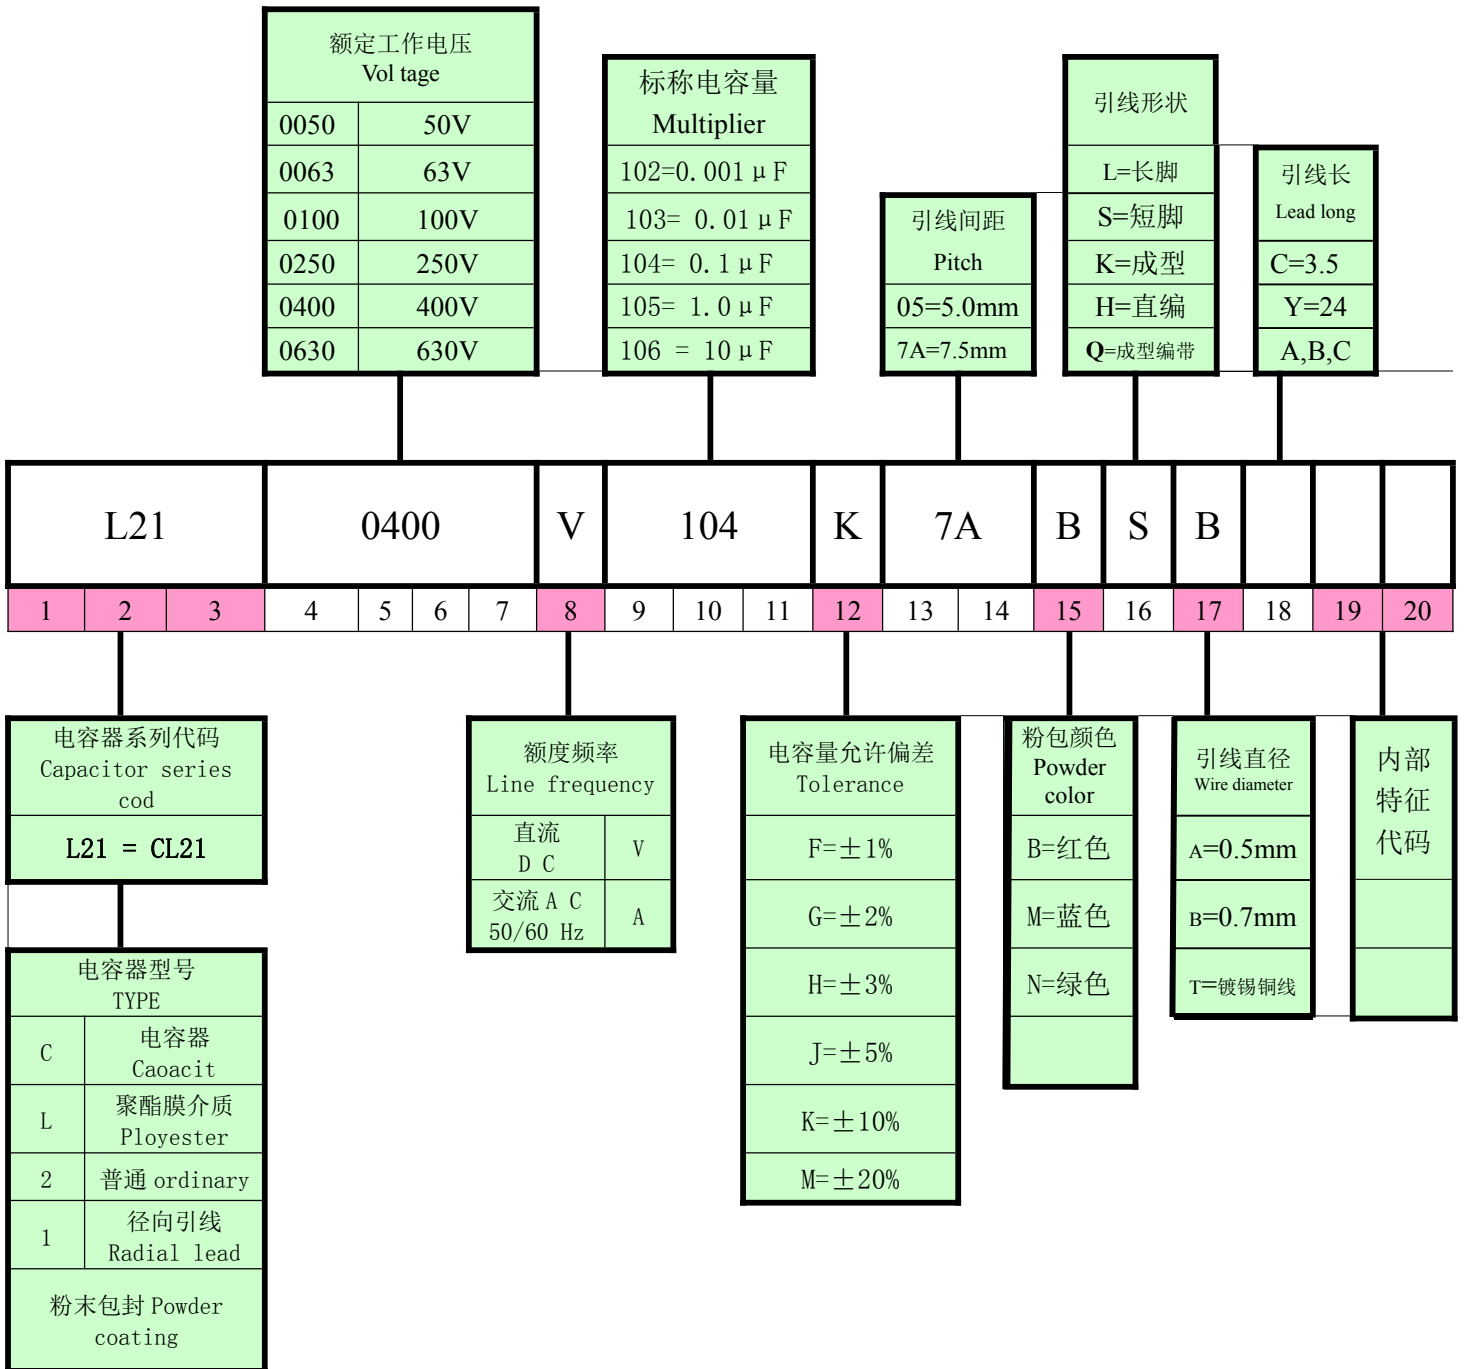 额定工作电压
Vol tage
0050 50V
0063 63V
0100 100V
0250 250V
0400 400V
0630 630V
标称电容量
Multiplier
102=0.001μF
103= 0.01μF
104= 0.1μF
105= 1.0μF
106 = 10μF
引线间距
Pitch
05=5.0mm
7A=7.5mm
引线形状
L=长脚
S=短脚
K=成型
H=直编
Q=成型编带
引线长
Lead long
C=3.5
Y=24
A,B,C
L21 0400 V 104 K 7A B S B
1 2 3 4 5 6 7 8 9 10 11 12 13 14 15 16 17 18 19 20
电容器系列代码
Capacitor series
cod
L21 = CL21
电容器型号
TYPE
C 电容器
Caoacit
L 聚酯膜介质
Ployester
2 普通 ordinary
1 径向引线
Radial lead
粉末包封 Powder
coating
额度频率
Line frequency
直流
D C
V
交流 A C
50/60 Hz
A
电容量允许偏差
Tolerance
F=±1%
G=±2%
H=±3%
J=±5%
K=±10%
M=±20%
粉包颜色
Powder
color
B=红色
M=蓝色
N=绿色
引线直径
Wire diameter
A=0.5mm
B=0.7mm
T=镀锡铜线
内部
特征
代码